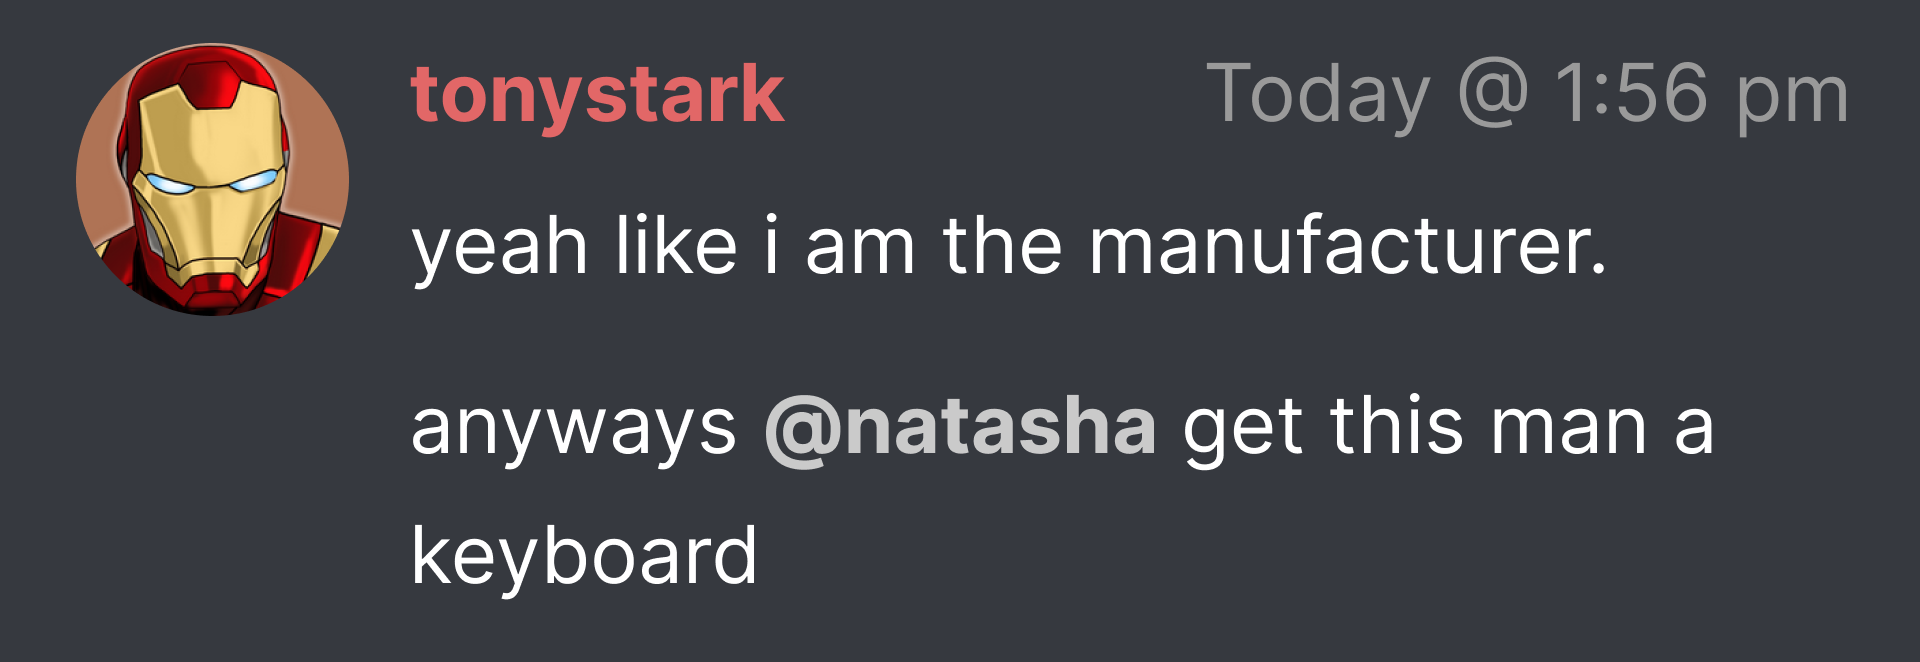 tonystark
Today @ 1:56 pm
yeah like i am the manufacturer.
anyways @natasha get this man a
keyboard